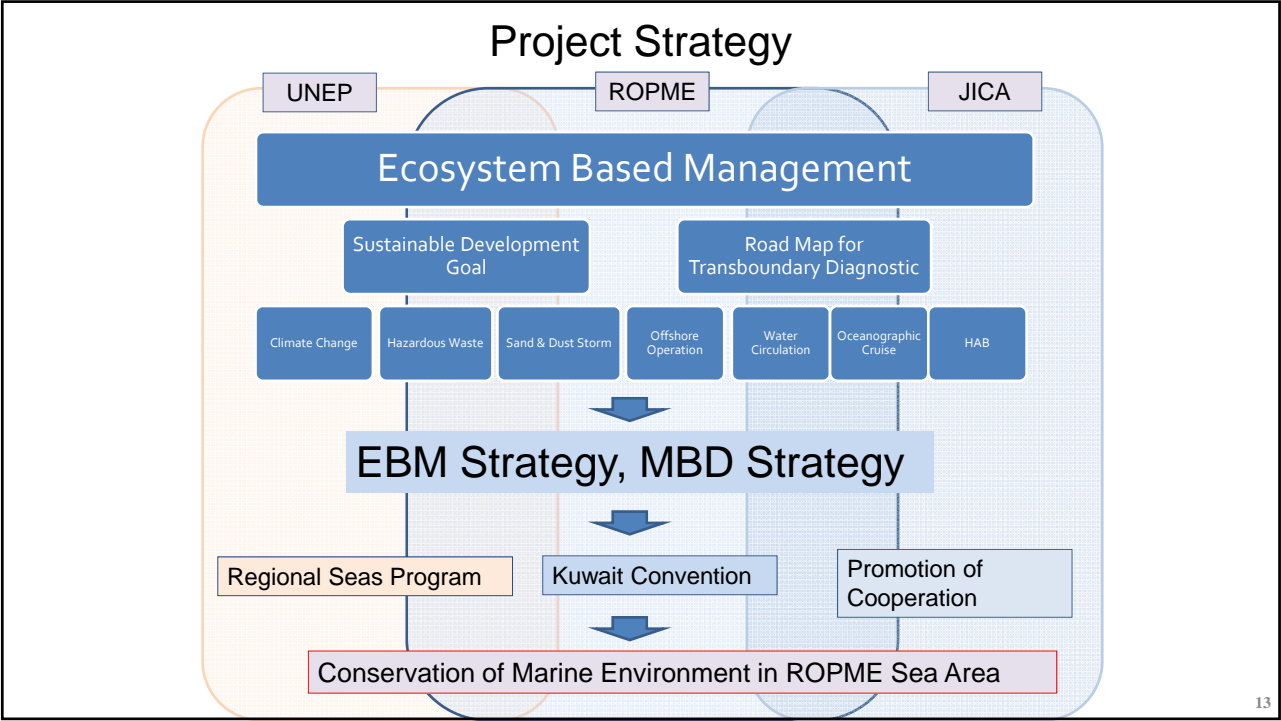 Project Strategy
UNEP
ROPME
JICA
Ecosystem Based Management
Sustainable Development
Goal
Road Map for
Transboundary Diagnostic
Climate Change
Hazardous Waste
Sand & Dust Storm
Offshore
Operation
Water
Circulation
Oceanographic
Cruise
HAB
EBM Strategy, MBD Strategy
Regional Seas Program
Kuwait Convention
Promotion of
Cooperation
Conservation of Marine Environment in ROPME Sea Area
13